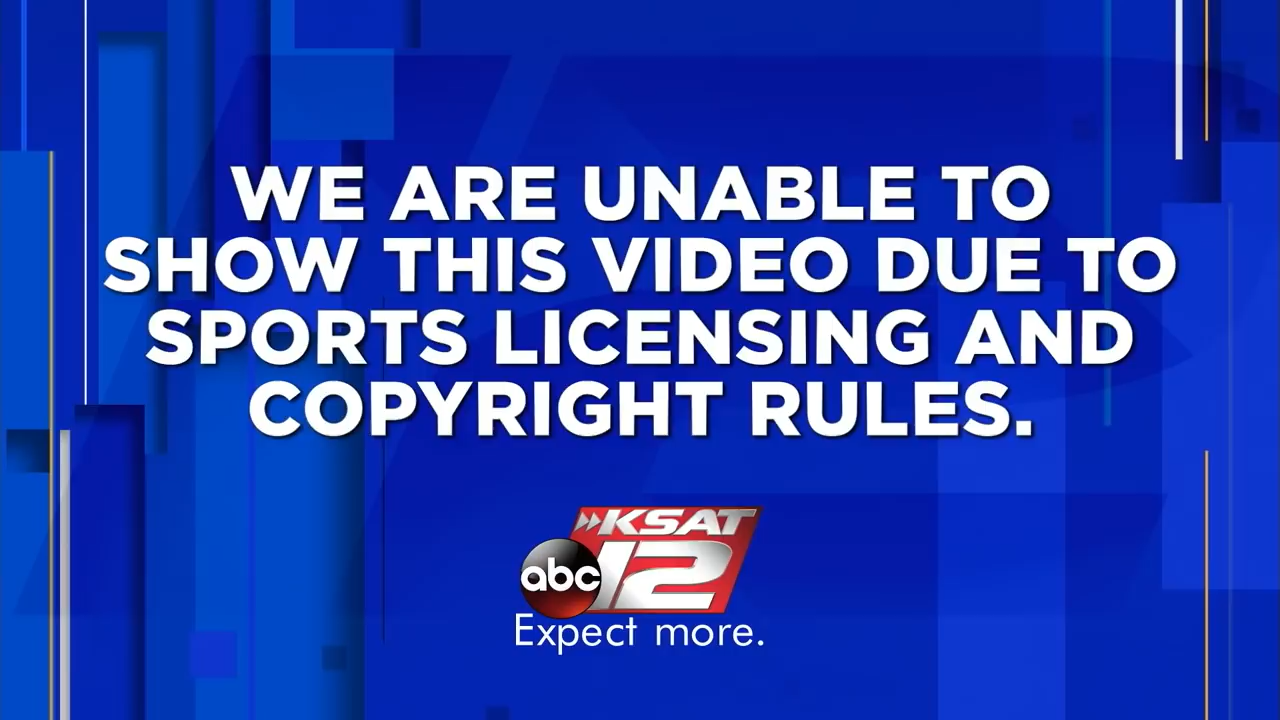 WE ARE UNABLE TO
SHOW THIS VIDEO DUE TO
SPORTS LICENSING AND
COPYRIGHT RULES.
KSAT
abc 12
Expect more.